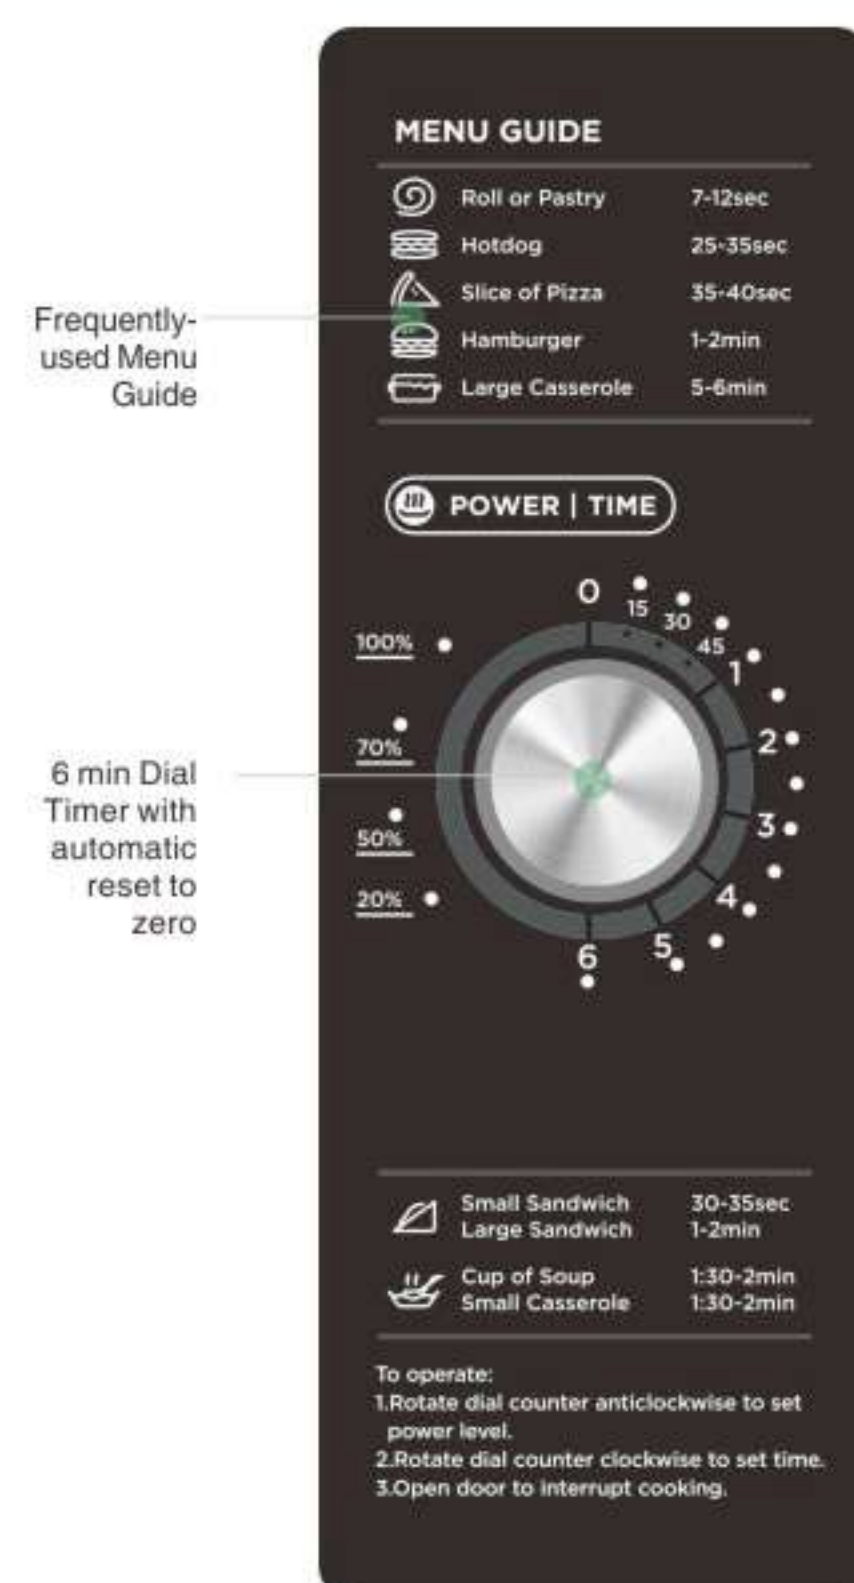 MENU GUIDE
Roll or Pastry 7-12sec
Hotdog 25-35sec
Slice of Pizza 35-40sec
Hamburger 1-2min
Large Casserole 5-6min
Frequently-
used Menu
Guide
POWER | TIME
0
15
30
45
1
2
3
4
5
6
100%
70%
50%
20%
6 min Dial
Timer with
automatic
reset to
zero
Small Sandwich 30-35sec
Large Sandwich 1-2min
Cup of Soup 1:30-2min
Small Casserole 1:30-2min
To operate:
1.Rotate dial counter anticlockwise to set
power level.
2.Rotate dial counter clockwise to set time.
3.Open door to interrupt cooking.